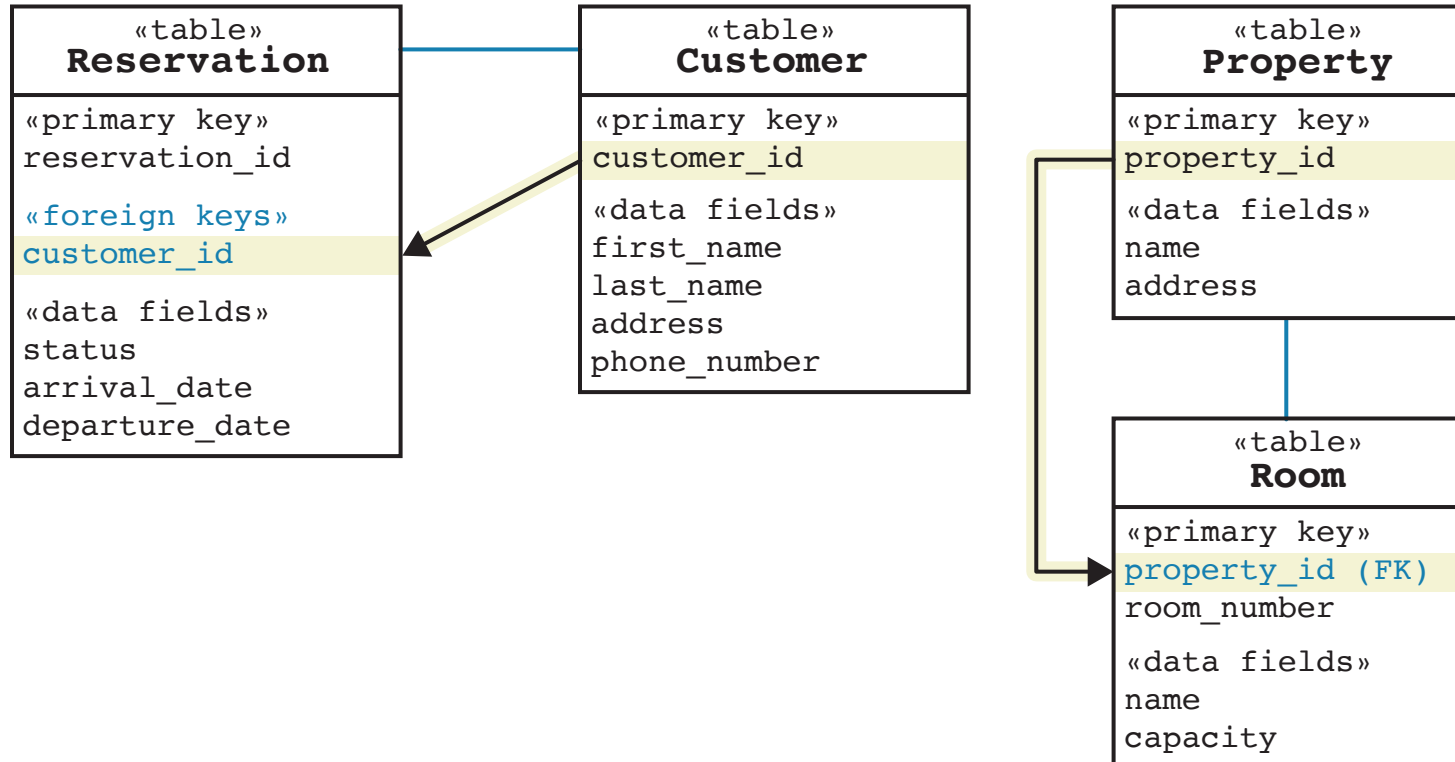 «table»
Reservation
«primary key»
reservation_id
«foreign keys»
customer_id
«data fields»
status
arrival_date
departure_date
«table»
Customer
«primary key»
customer_id
«data fields»
first_name
last_name
address
phone_number
«table»
Property
«primary key»
property_id
«data fields»
name
address
«table»
Room
«primary key»
property_id (FK)
room_number
«data fields»
name
capacity